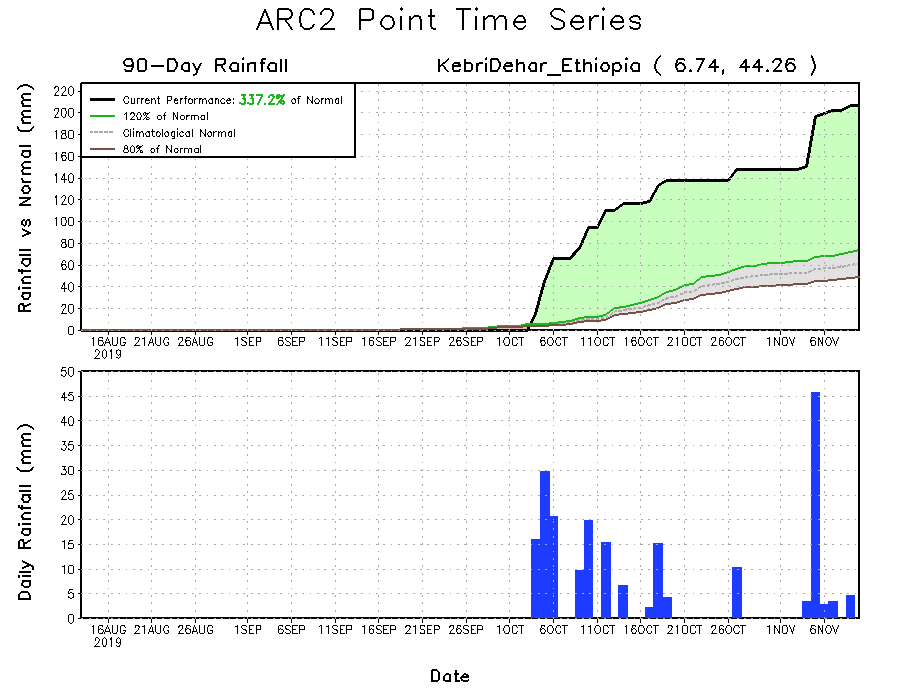 ARC2 Point Time Series
90-Day Rainfall
KebriDehar_Ethiopia ( 6.74, 44.26 )
Rainfall vs Normal (mm)
Current Performance: 337.2% of Normal
120% of Normal
Climatological Normal
80% of Normal
220
200
180
160
140
120
100
80
60
40
20
0
16AUG 21AUG 26AUG 1SEP 6SEP 11SEP 16SEP 21SEP 26SEP 1OCT 6OCT 11OCT 16OCT 21OCT 26OCT 1NOV 6NOV
2019
Daily Rainfall (mm)
50
45
40
35
30
25
20
15
10
5
0
16AUG 21AUG 26AUG 1SEP 6SEP 11SEP 16SEP 21SEP 26SEP 1OCT 6OCT 11OCT 16OCT 21OCT 26OCT 1NOV 6NOV
2019
Date